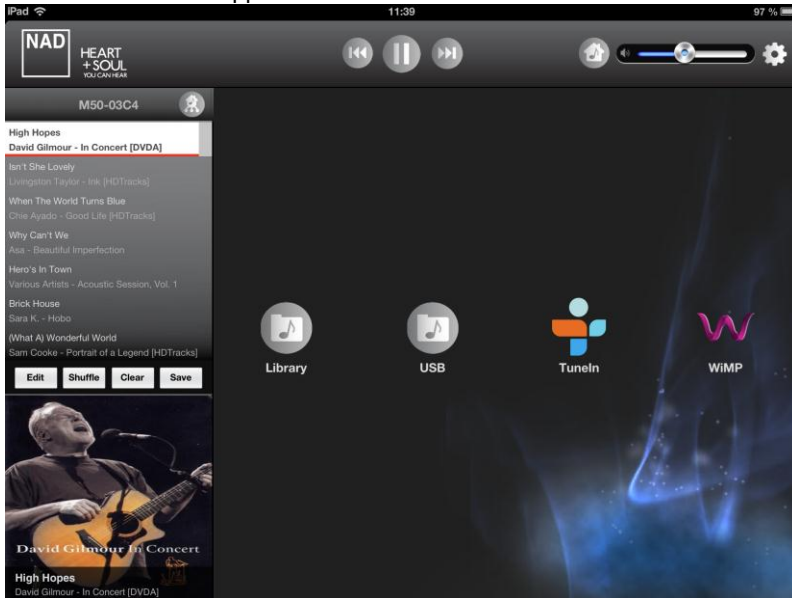 iPad
11:39
97 %
NAD
HEART
+SOUL
YOU CAN HEAR
M50-03C4
High Hopes
David Gilmour - In Concert [DVDA]
Isn't She Lovely
Livingston Taylor - Ink [HDTracks]
When The World Turns Blue
Chie Ayado - Good Life [HDTracks]
Why Can't We
Asa - Beautiful Imperfection
Hero's In Town
Various Artists - Acoustic Session, Vol. 1
Brick House
Sara K. - Hobo
(What A) Wonderful World
Sam Cooke - Portrait of a Legend [HDTracks]
Edit Shuffle Clear Save
Library USB TuneIn WiMP
David Gilmour In Concert
High Hopes
David Gilmour - In Concert [DVDA]